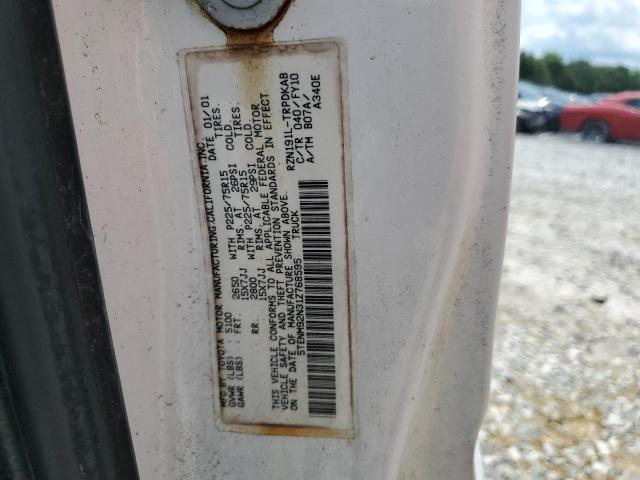 MFG BY TOYOTA MOTOR MANUFACTURING CALIFORNIA INC.
DATE 01/01
GVWR (LBS) : 5100
GAWR (LBS) : FRT. 2650 WITH P225/75R15 TIRES.
15X7JJ RIMS. AT 26PSI COLD
RR. 2800 WITH P225/75R15 TIRES.
15X7JJ RIMS. AT 29PSI COLD.
THIS VEHICLE CONFORMS TO ALL APPLICABLE FEDERAL MOTOR
VEHICLE SAFETY AND THEFT PREVENTION STANDARDS IN EFFECT
ON THE DATE OF MANUFACTURE SHOWN ABOVE.
5TENM92N31Z768595 TRUCK
RZN191L-TRPDKAB
C/TR 040/FY10
A/TM B07A/
A340E